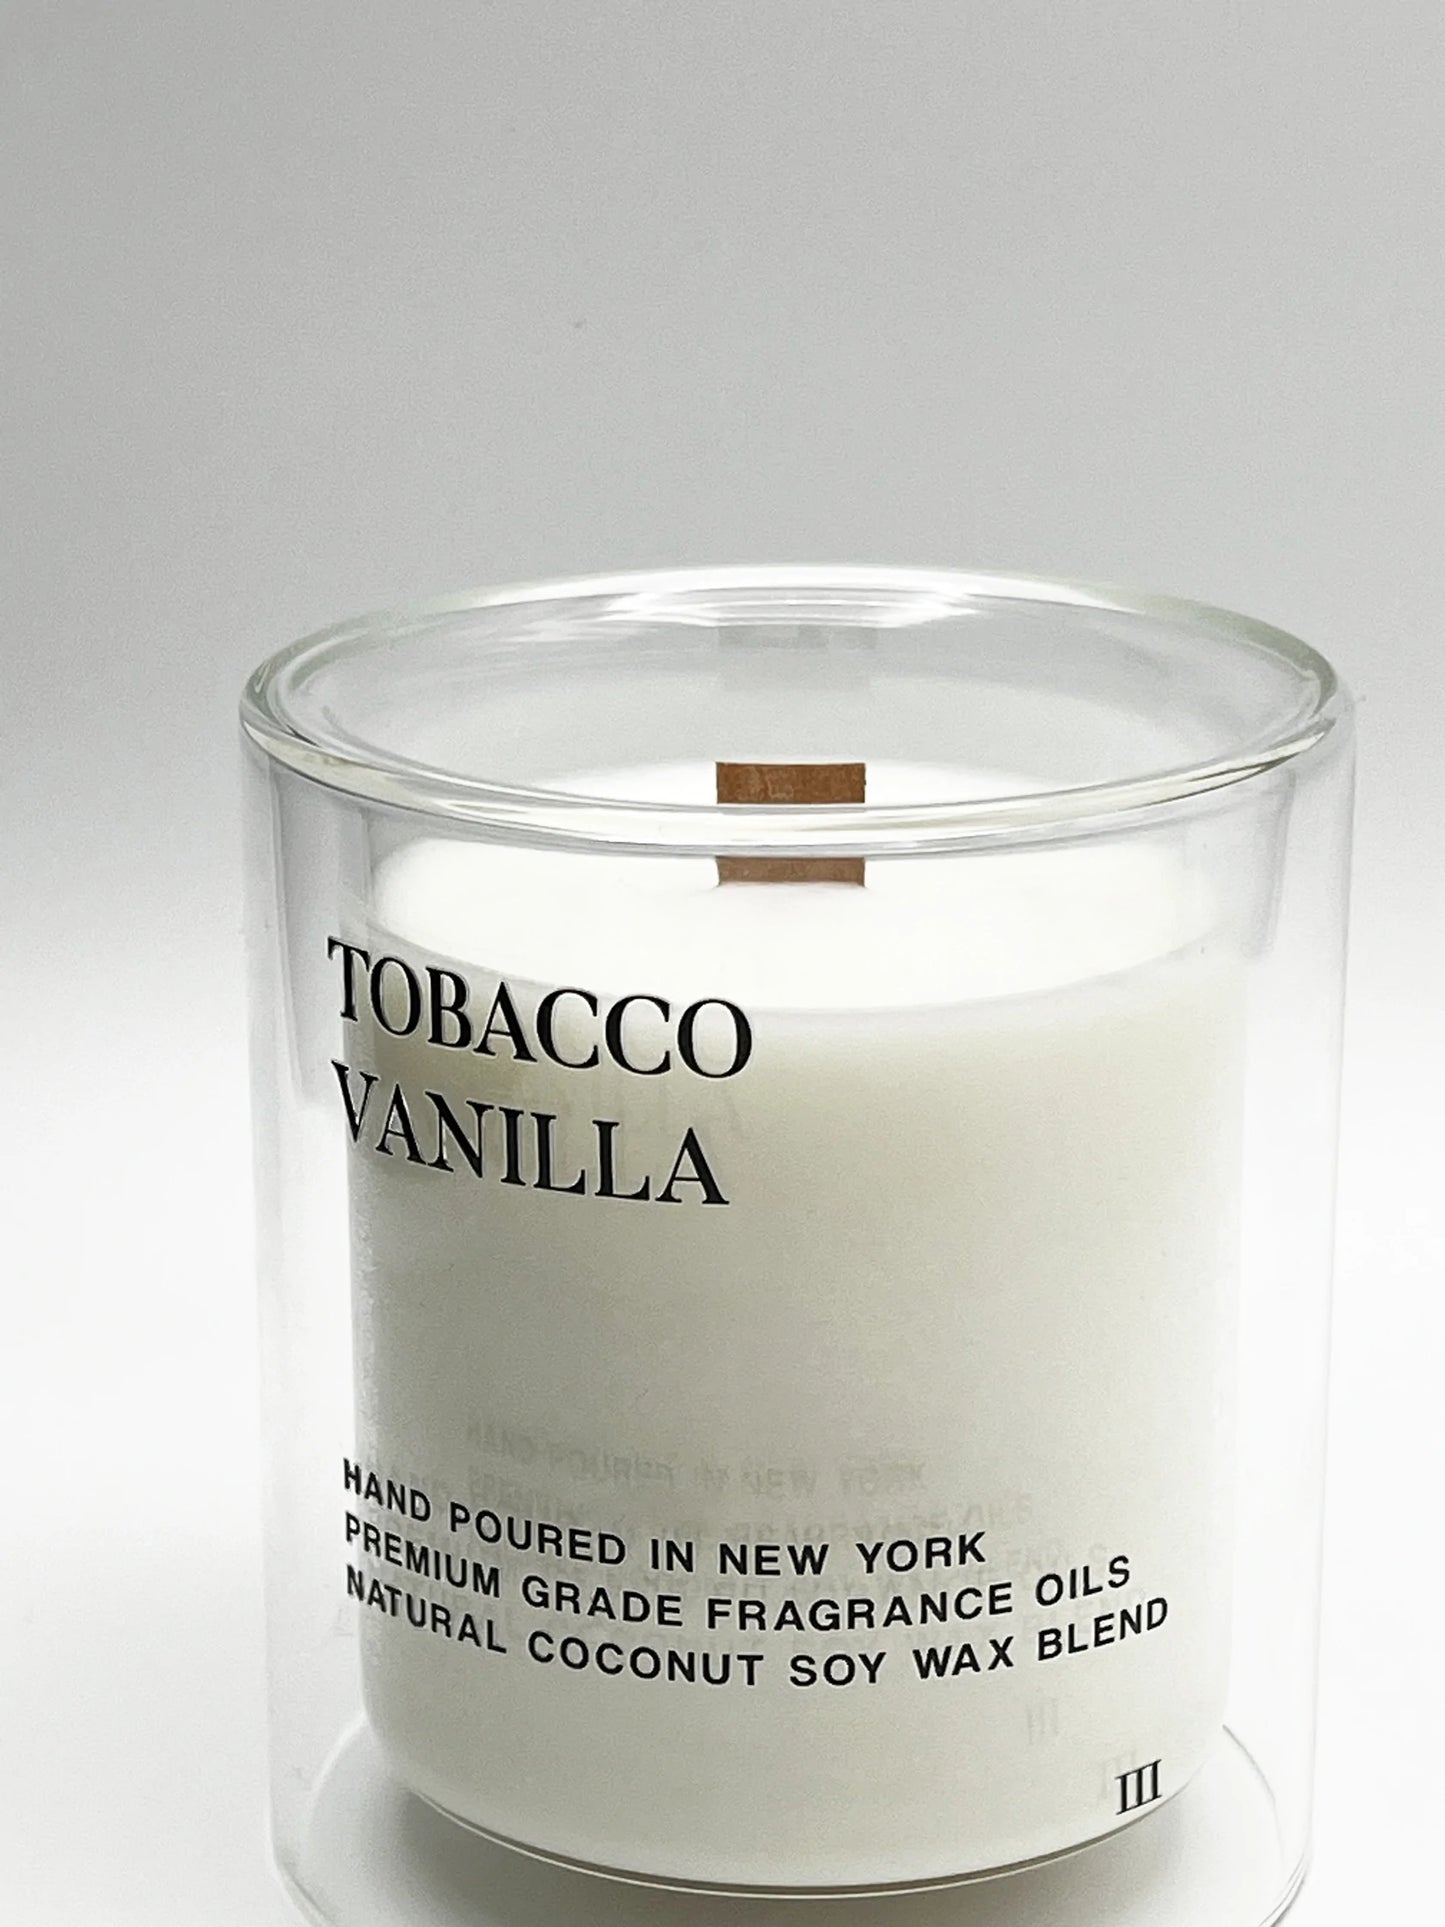 TOBACCO
VANILLA
HAND POURED IN NEW YORK
PREMIUM GRADE FRAGRANCE OILS
NATURAL COCONUT SOY WAX BLEND
III